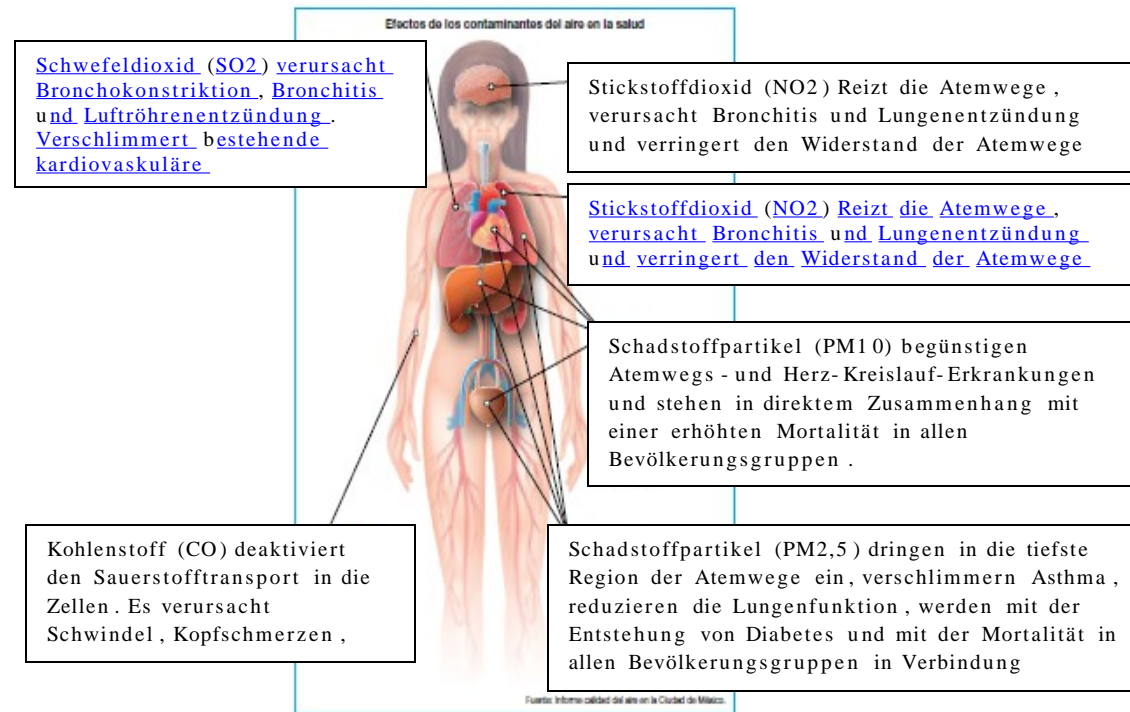 Efectos de los contaminantes del aire en la salud
Schwefeldioxid (SO2) verursacht
Bronchokonstriktion, Bronchitis
und Luftröhrenentzündung.
Verschlimmert bestehende
kardiovaskuläre
Stickstoffdioxid (NO2) Reizt die Atemwege,
verursacht Bronchitis und Lungenentzündung
und verringert den Widerstand der Atemwege
Stickstoffdioxid (NO2) Reizt die Atemwege,
verursacht Bronchitis und Lungenentzündung
und verringert den Widerstand der Atemwege
Schadstoffpartikel (PM10) begünstigen
Atemwegs- und Herz-Kreislauf-Erkrankungen
und stehen in direktem Zusammenhang mit
einer erhöhten Mortalität in allen
Bevölkerungsgruppen.
Kohlenstoff (CO) deaktiviert
den Sauerstofftransport in die
Zellen. Es verursacht
Schwindel, Kopfschmerzen,
Schadstoffpartikel (PM2,5) dringen in die tiefste
Region der Atemwege ein, verschlimmern Asthma,
reduzieren die Lungenfunktion, werden mit der
Entstehung von Diabetes und mit der Mortalität in
allen Bevölkerungsgruppen in Verbindung
Fuente: Informe calidad del aire en la Ciudad de México.